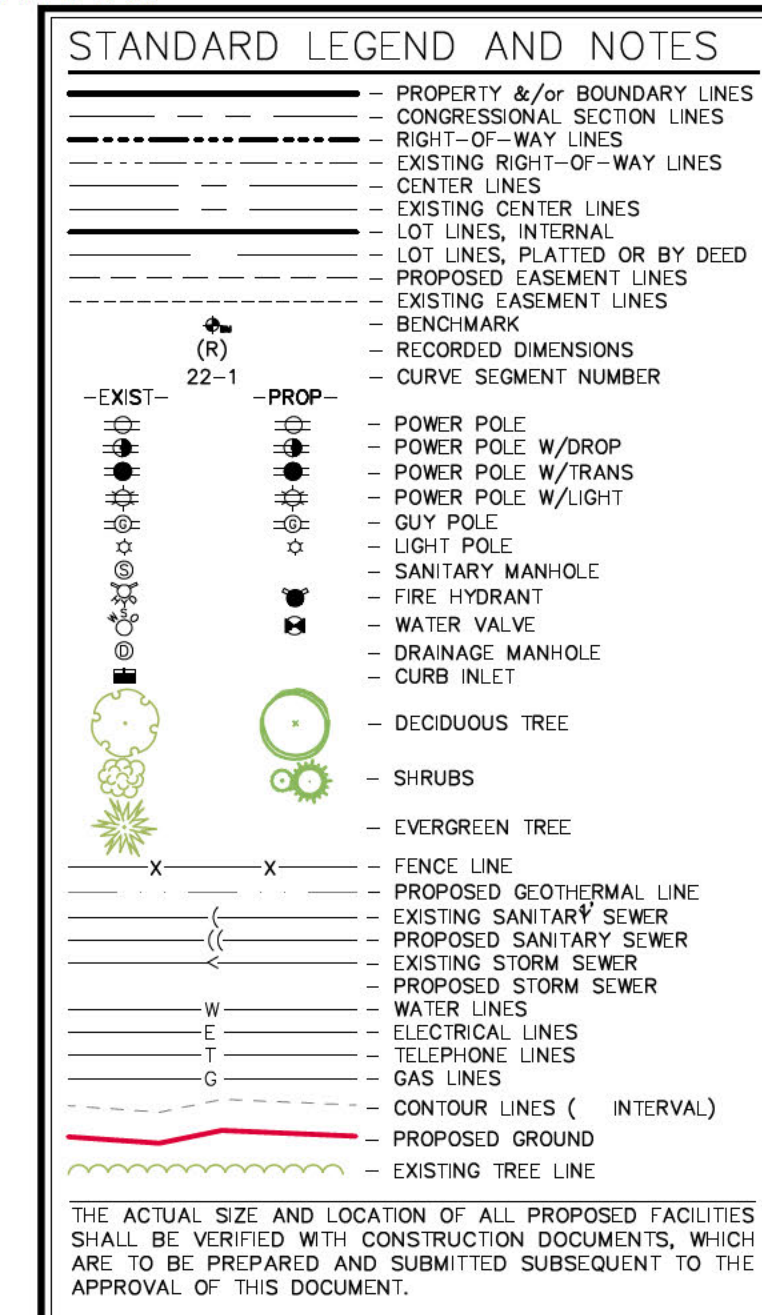 STANDARD LEGEND AND NOTES
— PROPERTY &/or BOUNDARY LINES
— CONGRESSIONAL SECTION LINES
— RIGHT-OF-WAY LINES
— EXISTING RIGHT-OF-WAY LINES
— CENTER LINES
— EXISTING CENTER LINES
— LOT LINES, INTERNAL
— LOT LINES, PLATTED OR BY DEED
— PROPOSED EASEMENT LINES
— EXISTING EASEMENT LINES
— BENCHMARK
(R) — RECORDED DIMENSIONS
22-1 — CURVE SEGMENT NUMBER
-EXIST- -PROP-
— POWER POLE
— POWER POLE W/DROP
— POWER POLE W/TRANS
— POWER POLE W/LIGHT
G G — GUY POLE
— LIGHT POLE
S — SANITARY MANHOLE
— FIRE HYDRANT
W S O — WATER VALVE
D — DRAINAGE MANHOLE
— CURB INLET
— DECIDUOUS TREE
— SHRUBS
— EVERGREEN TREE
X X — FENCE LINE
— PROPOSED GEOTHERMAL LINE
( — EXISTING SANITARY SEWER
(( — PROPOSED SANITARY SEWER
< — EXISTING STORM SEWER
— PROPOSED STORM SEWER
W — WATER LINES
E — ELECTRICAL LINES
T — TELEPHONE LINES
G — GAS LINES
— CONTOUR LINES ( INTERVAL)
— PROPOSED GROUND
— EXISTING TREE LINE
THE ACTUAL SIZE AND LOCATION OF ALL PROPOSED FACILITIES
SHALL BE VERIFIED WITH CONSTRUCTION DOCUMENTS, WHICH
ARE TO BE PREPARED AND SUBMITTED SUBSEQUENT TO THE
APPROVAL OF THIS DOCUMENT.